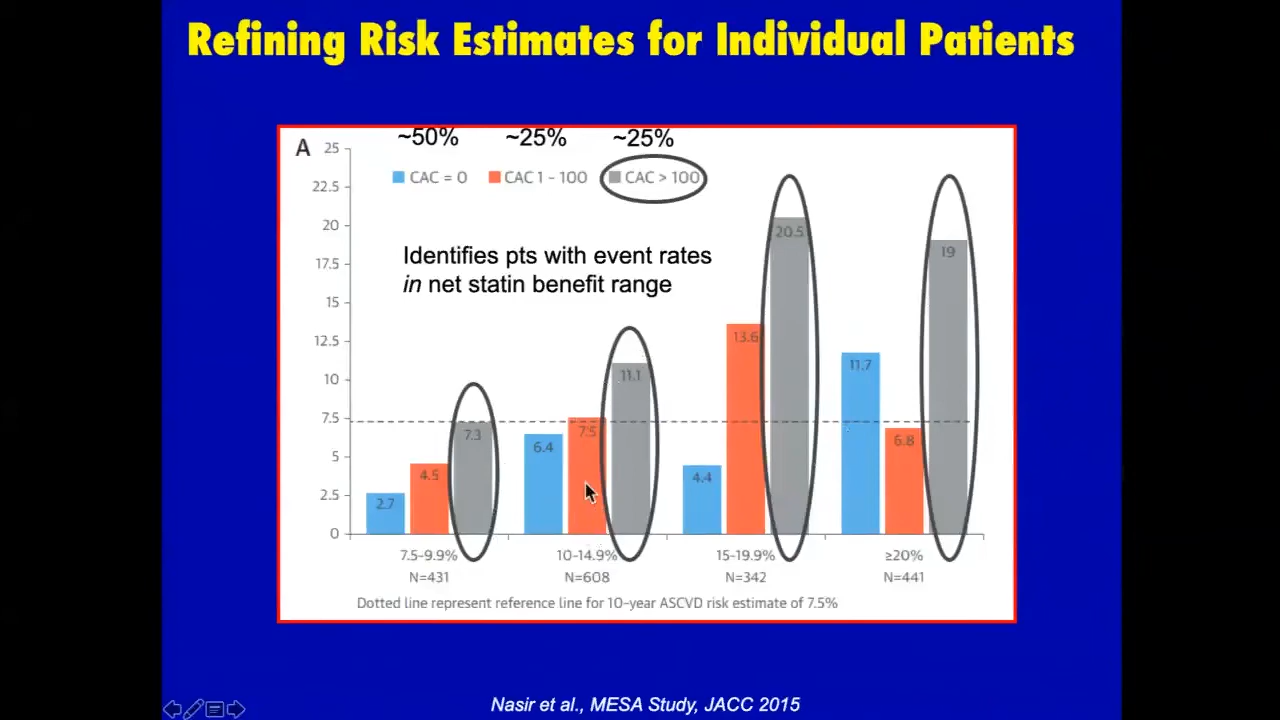 Refining Risk Estimates for Individual Patients
~50% ~25% ~25%
A 25
CAC = 0 CAC 1 - 100 CAC > 100
22.5
20
20.5
19
Identifies pts with event rates
in net statin benefit range
17.5
15
13.6
12.5
11.7
11.1
10
7.5
7.3
7.5
6.4
6.8
5
4.5
4.4
2.7
2.5
0
7.5-9.9% 10-14.9% 15-19.9% ≥20%
N=431 N=608 N=342 N=441
Dotted line represent reference line for 10-year ASCVD risk estimate of 7.5%
Nasir et al., MESA Study, JACC 2015